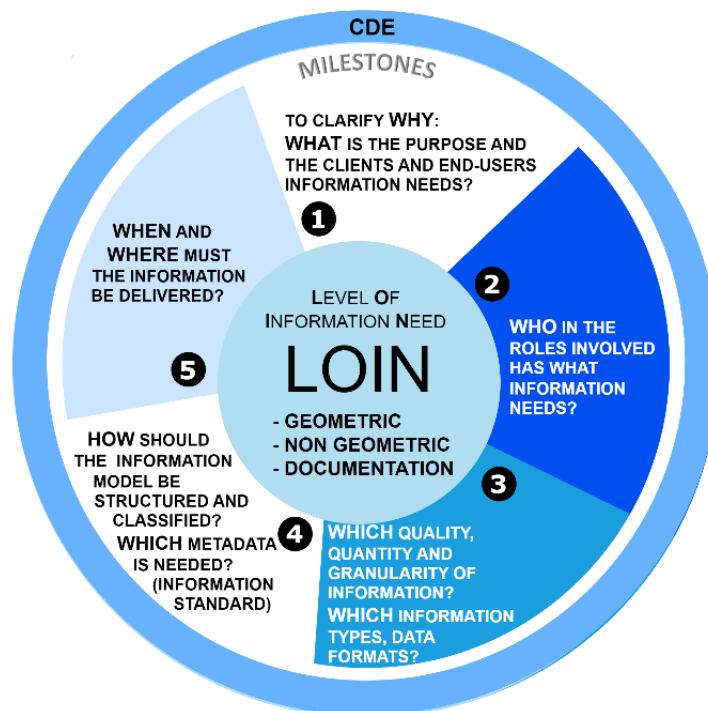 CDE
MILESTONES
TO CLARIFY WHY:
WHAT IS THE PURPOSE AND
THE CLIENTS AND END-USERS
INFORMATION NEEDS?
1
2
WHO IN THE
ROLES INVOLVED
HAS WHAT
INFORMATION
NEEDS?
3
WHICH QUALITY,
QUANTITY AND
GRANULARITY OF
INFORMATION?
WHICH INFORMATION
TYPES, DATA
FORMATS?
4
HOW SHOULD
THE INFORMATION
MODEL BE
STRUCTURED AND
CLASSIFIED?
WHICH METADATA
IS NEEDED?
(INFORMATION
STANDARD)
5
WHEN AND
WHERE MUST
THE INFORMATION
BE DELIVERED?
LEVEL OF
INFORMATION NEED
LOIN
- GEOMETRIC
- NON GEOMETRIC
- DOCUMENTATION